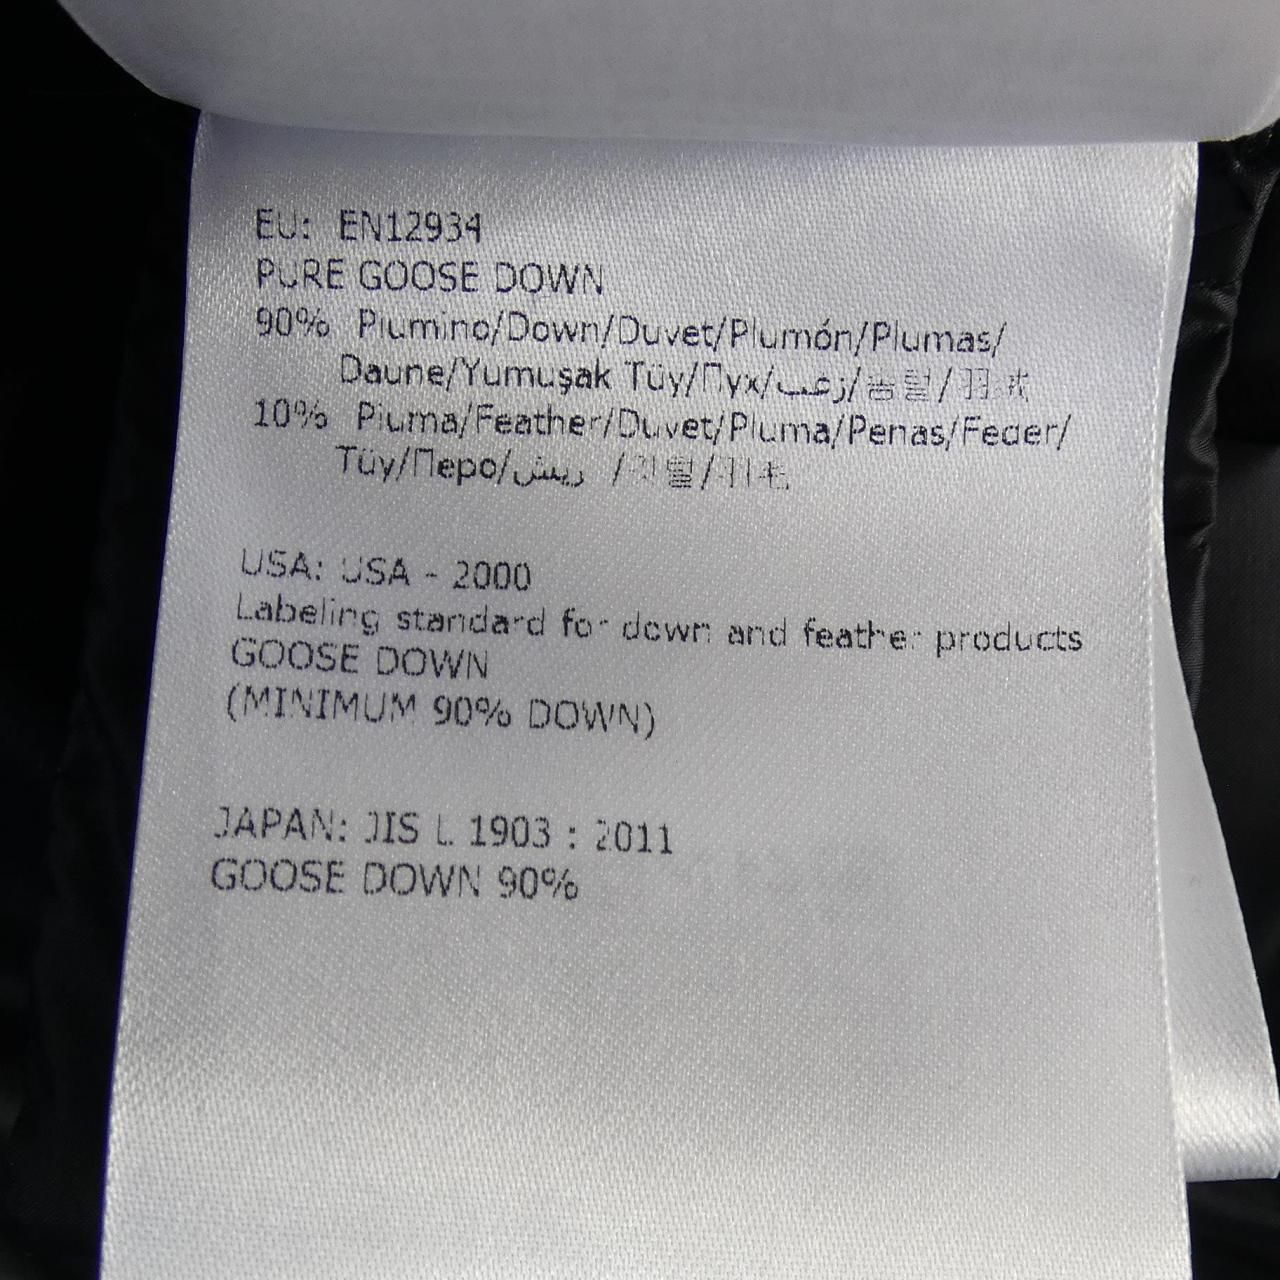 EU: EN12934
PURE GOOSE DOWN
90% Piumino/Down/Duvet/Plumón/Plumas/
Daune/Yumuşak Tüy/Пух/زغب/솜털/羽绒
10% Piuma/Feather/Duvet/Pluma/Penas/Feder/
Tüy/Перо/ريش /깃털/羽毛
USA: USA - 2000
Labeling standard for down and feather products
GOOSE DOWN
(MINIMUM 90% DOWN)
JAPAN: JIS L 1903 : 2011
GOOSE DOWN 90%